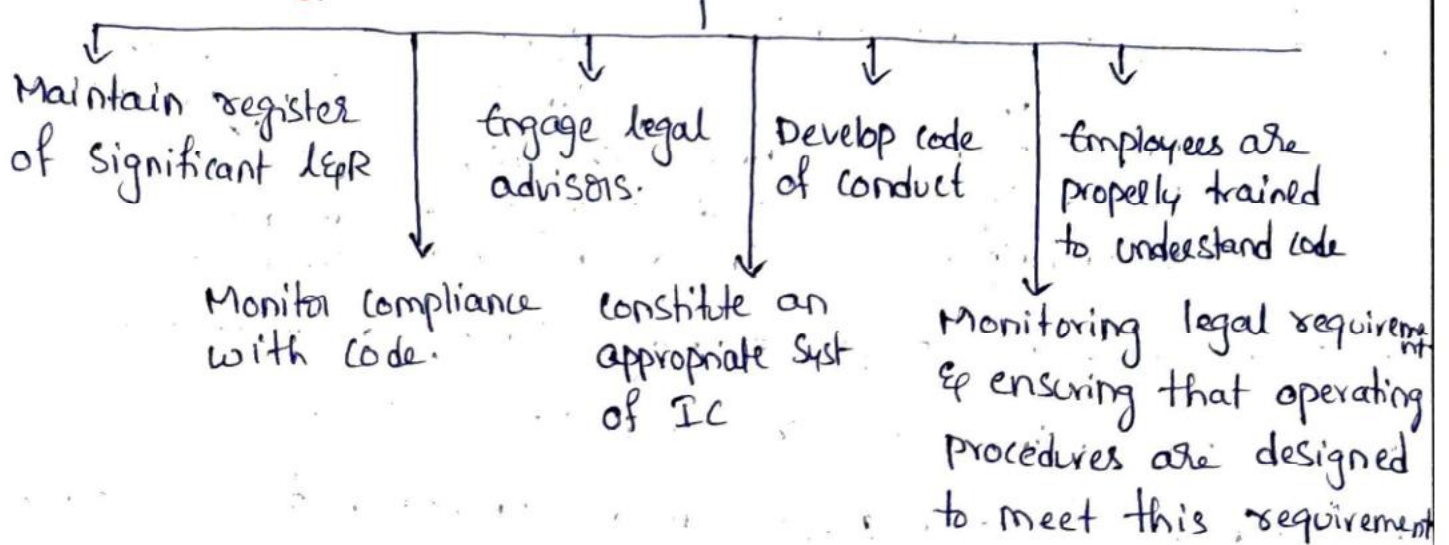 Maintain register
of significant L&R
Engage legal
advisors.
Develop code
of conduct
Employees are
properly trained
to understand code
Monitor compliance
with code.
constitute an
appropriate syst
of IC
Monitoring legal requirement
& ensuring that operating
procedures are designed
to meet this requirement